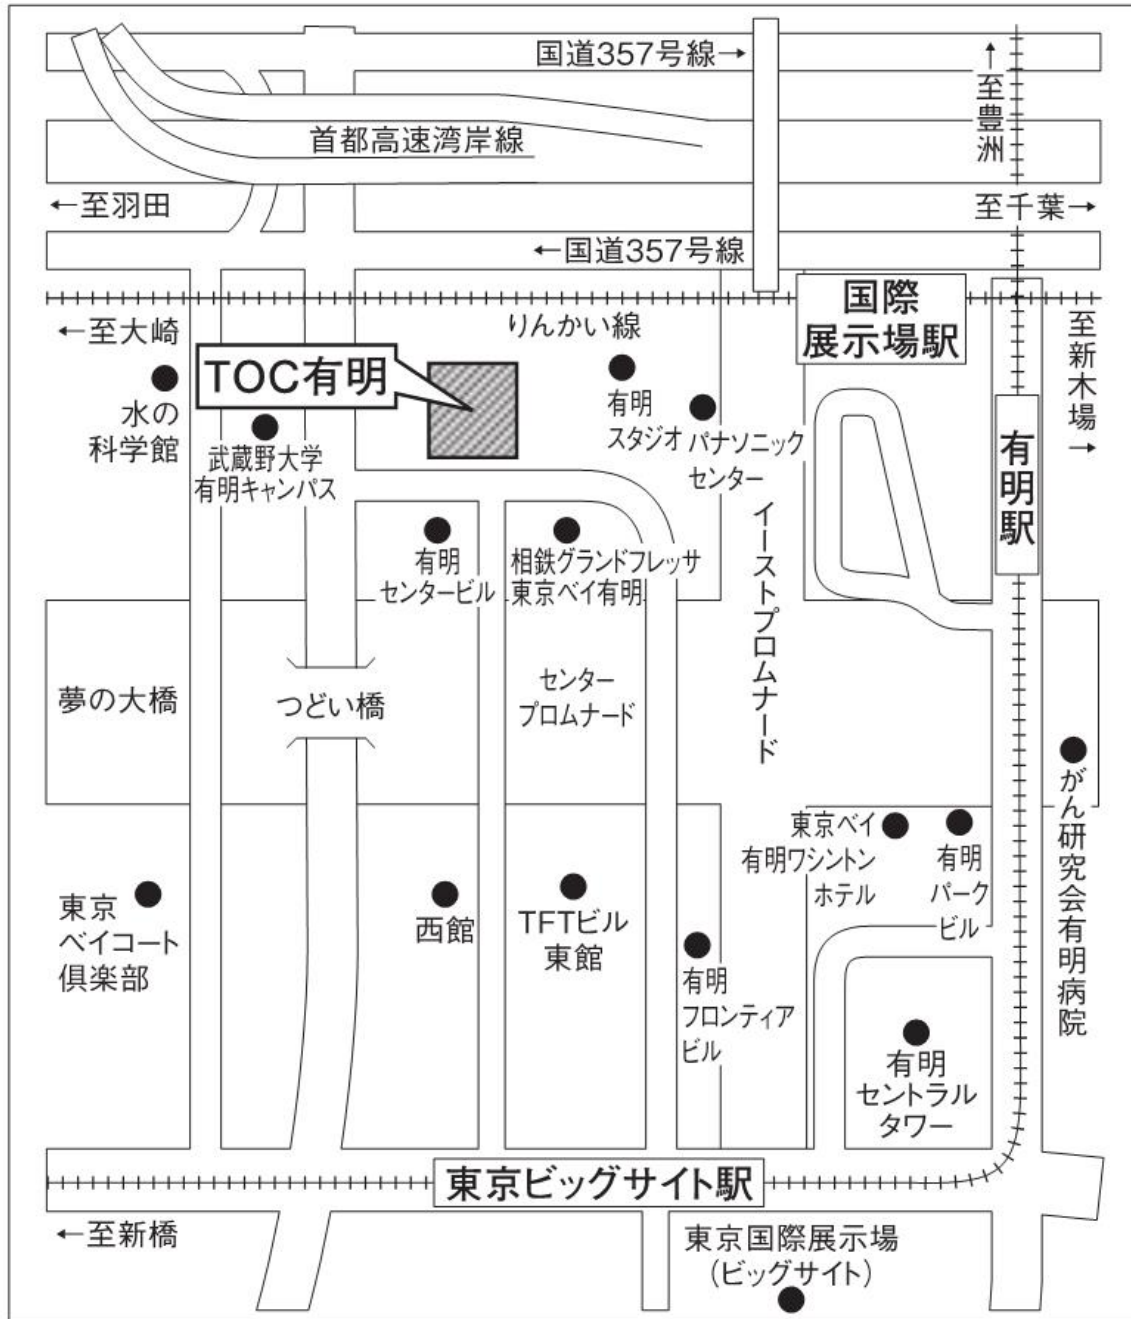 国道357号線→
↑至豊洲
首都高速湾岸線
←至羽田
至千葉→
←国道357号線
←至大崎
りんかい線
国際
展示場駅
至新木場→
TOC有明
水の
科学館
武蔵野大学
有明キャンパス
有明
スタジオ
パナソニック
センター
有明駅
イーストプロムナード
有明
センタービル
相鉄グランドフレッサ
東京ベイ有明
夢の大橋
つどい橋
センター
プロムナード
がん研究会有明病院
東京ベイ
有明ワシントン
ホテル
有明
パーク
ビル
東京
ベイコート
倶楽部
西館
TFTビル
東館
有明
フロンティア
ビル
有明
セントラル
タワー
東京ビッグサイト駅
←至新橋
東京国際展示場
(ビッグサイト)